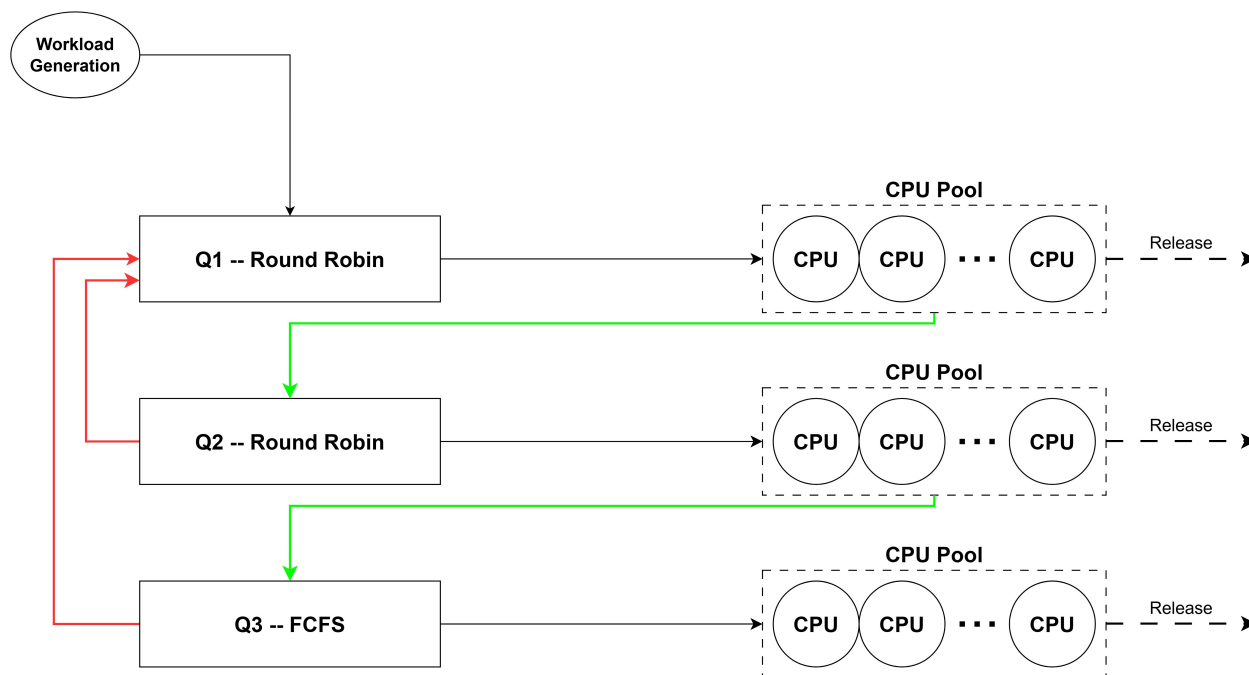 Workload
Generation
CPU Pool
Q1 -- Round Robin
CPU CPU ... CPU
Release
CPU Pool
Q2 -- Round Robin
CPU CPU ... CPU
Release
CPU Pool
Q3 -- FCFS
CPU CPU ... CPU
Release